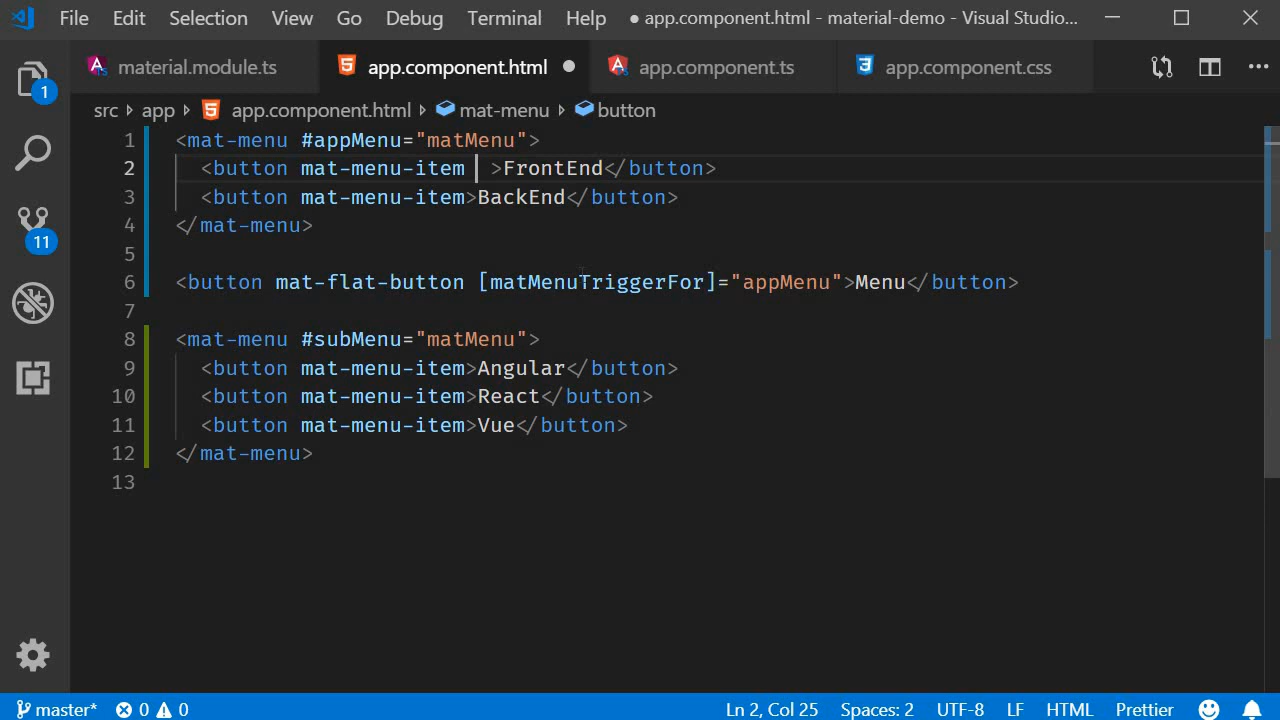 File Edit Selection View Go Debug Terminal Help ● app.component.html - material-demo - Visual Studio...
material.module.ts app.component.html ● app.component.ts app.component.css ...
src app app.component.html mat-menu button
1
1 <mat-menu #appMenu="matMenu">
2 <button mat-menu-item  >FrontEnd</button>
3 <button mat-menu-item>BackEnd</button>
4 </mat-menu>
11
5
6 <button mat-flat-button [matMenuTriggerFor]="appMenu">Menu</button>
7
8 <mat-menu #subMenu="matMenu">
9 <button mat-menu-item>Angular</button>
10 <button mat-menu-item>React</button>
11 <button mat-menu-item>Vue</button>
12 </mat-menu>
13
master* 0 0 Ln 2, Col 25 Spaces: 2 UTF-8 LF HTML Prettier